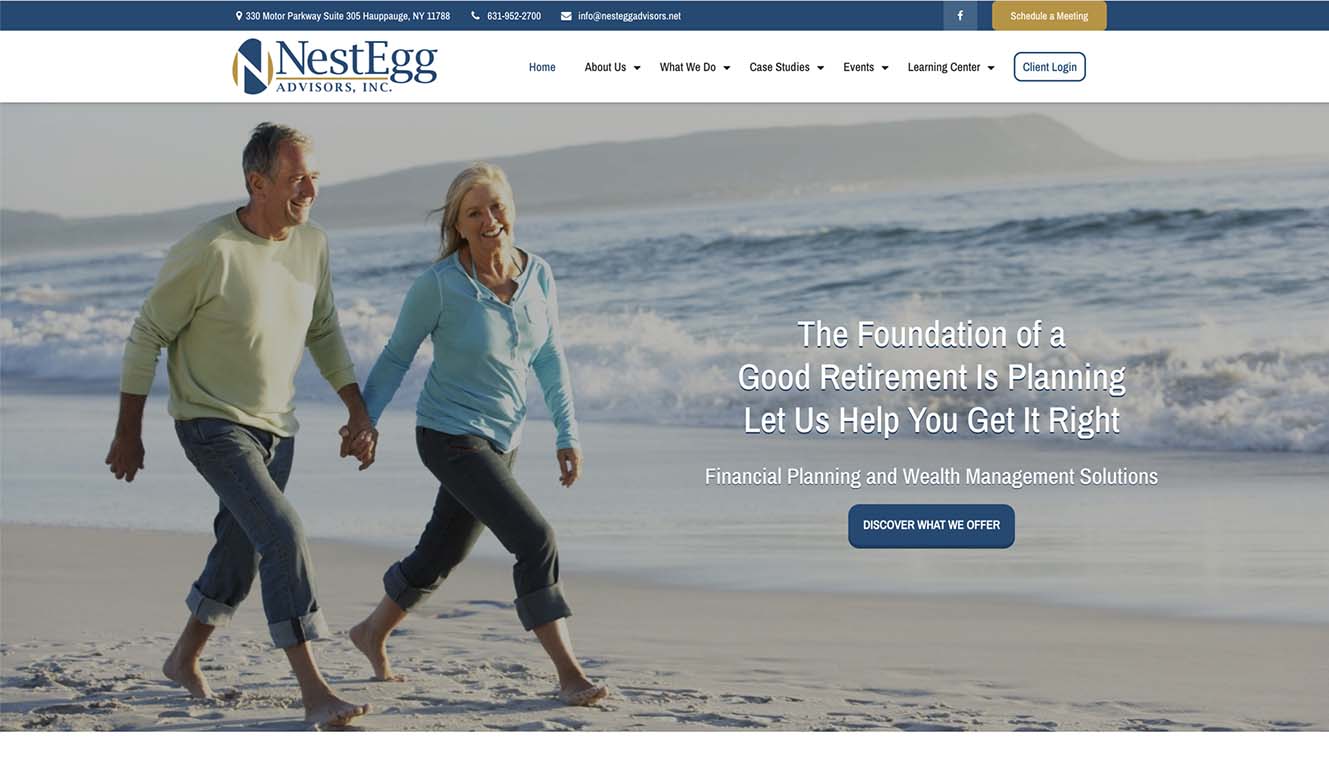 330 Motor Parkway Suite 305 Hauppauge, NY 11788 631-952-2700 info@nesteggadvisors.net f Schedule a Meeting
N NestEgg
ADVISORS, INC.
Home About Us What We Do Case Studies Events Learning Center Client Login
The Foundation of a
Good Retirement Is Planning
Let Us Help You Get It Right
Financial Planning and Wealth Management Solutions
DISCOVER WHAT WE OFFER